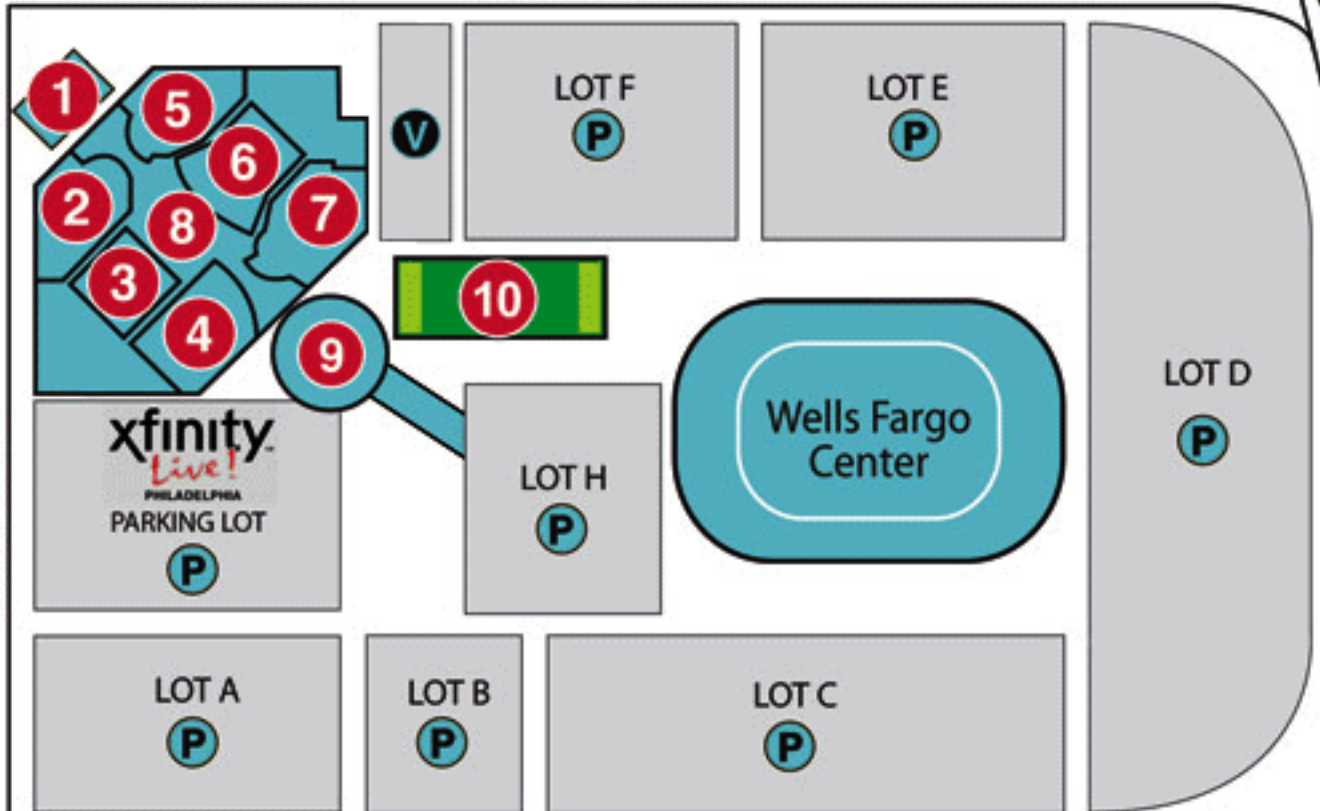 1
5
6
2
8
7
3
4
9
10
V
LOT F
P
LOT E
P
LOT D
P
Wells Fargo
Center
xfinity
Live!
PHILADELPHIA
PARKING LOT
P
LOT H
P
LOT A
P
LOT B
P
LOT C
P